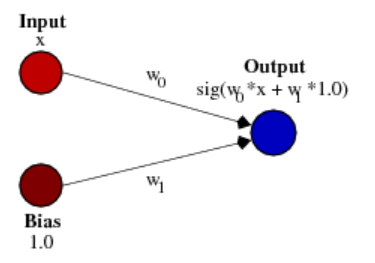 Input
x
w0
Output
sig(w0*x + w1*1.0)
w1
Bias
1.0